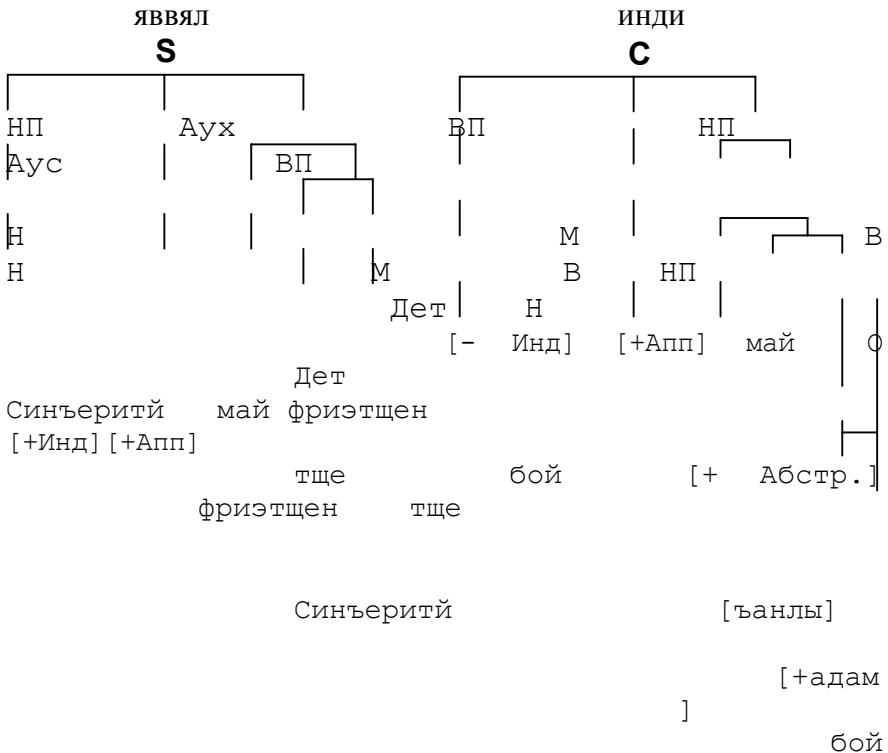 яввял инди
S C
НП Аух ВП НП
Аус ВП
Н М В
Н М В НП
Дет Н
[- Инд] [+Апп] май О
Дет
Синъеритй май фриэтщен
[+Инд][+Апп]
тще бой [+ Абстр.]
фриэтщен тще
Синъеритй [ъанлы]
[+адам
]
бой